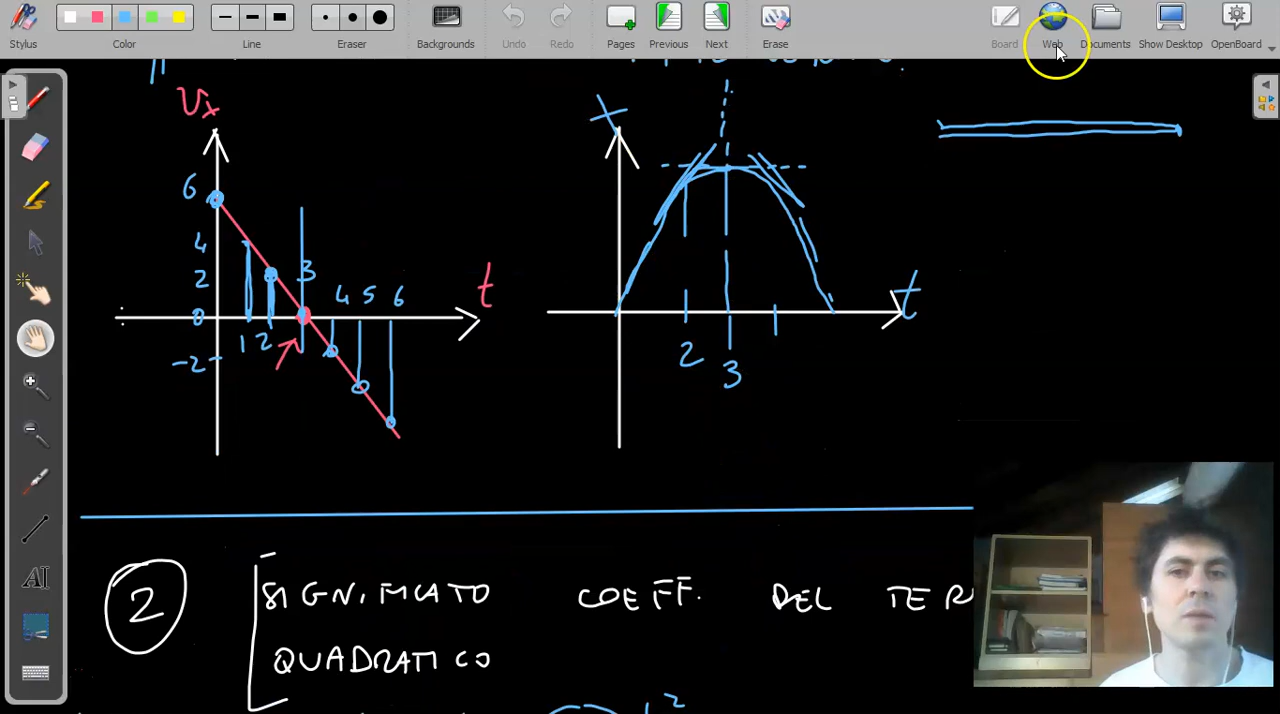 Stylus Color Line Eraser Backgrounds Undo Redo Pages Previous Next Erase Board Web Documents Show Desktop OpenBoard
Vx
6
4
2
0
-2
1 2 3 4 5 6
t
x
t
2 3
2
SIGNIFICATO COEFF. DEL TER
QUADRATICO
2